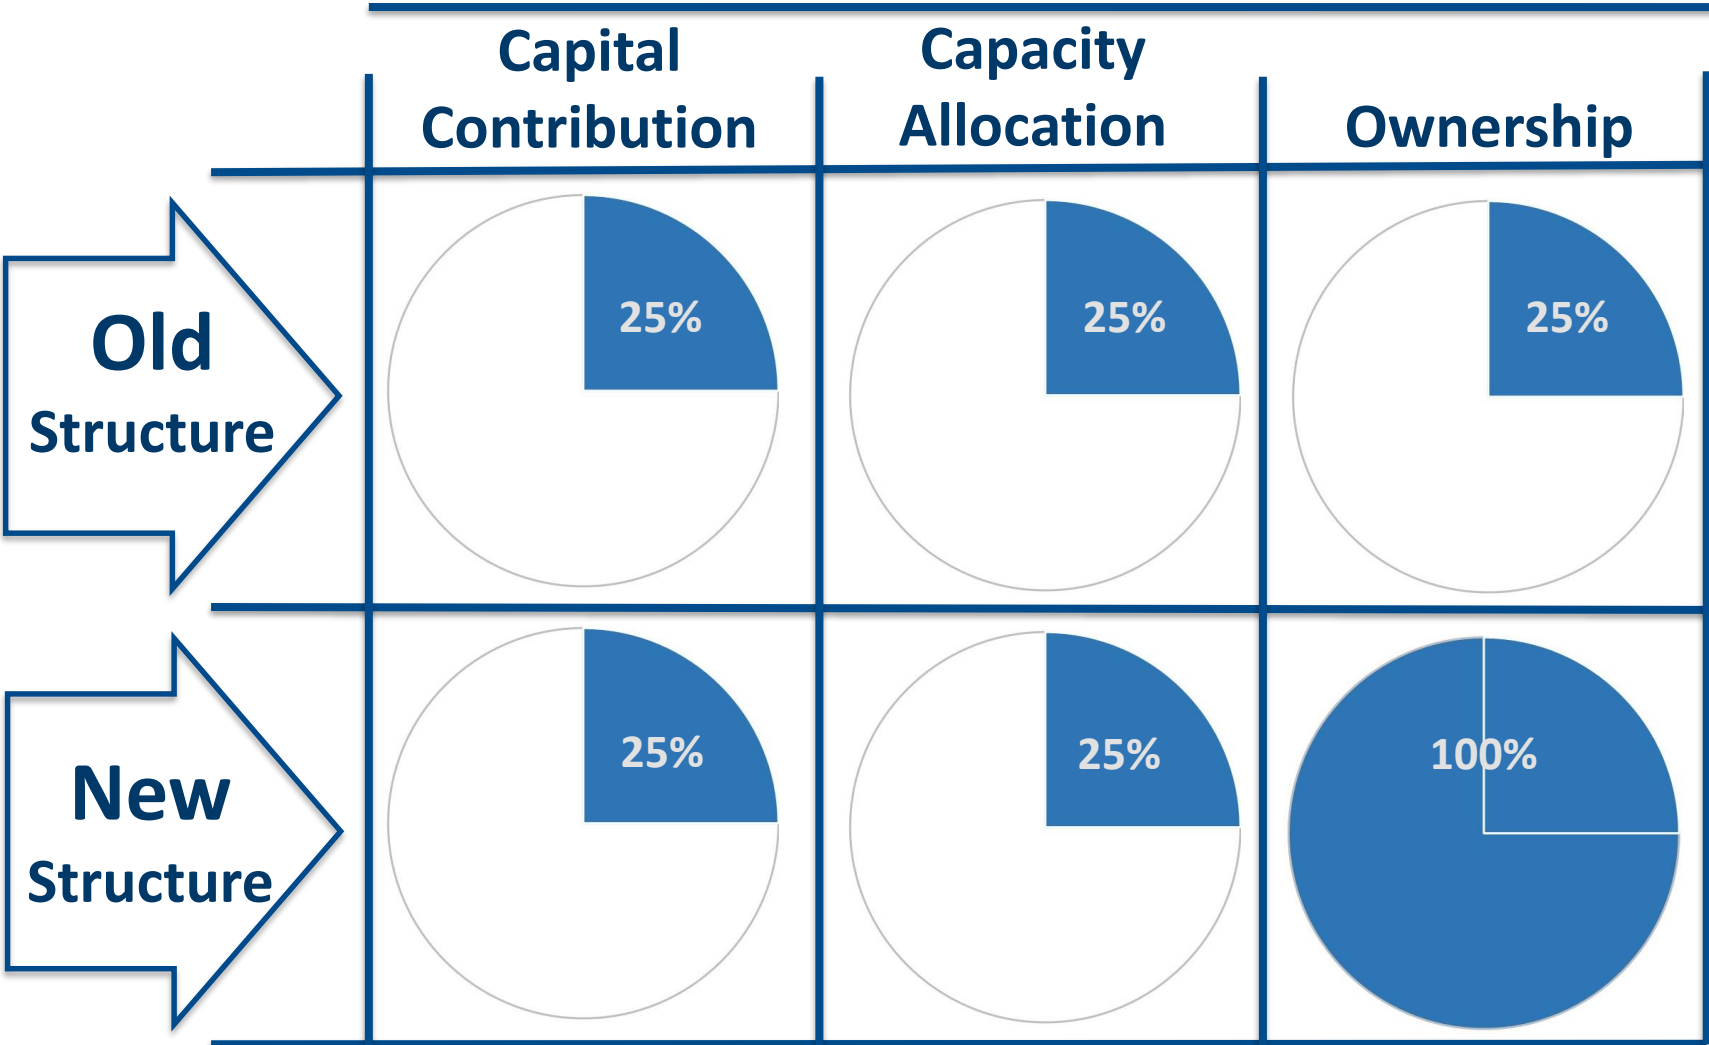 Capital
Contribution
Capacity
Allocation
Ownership
Old
Structure
25%
25%
25%
New
Structure
25%
25%
100%